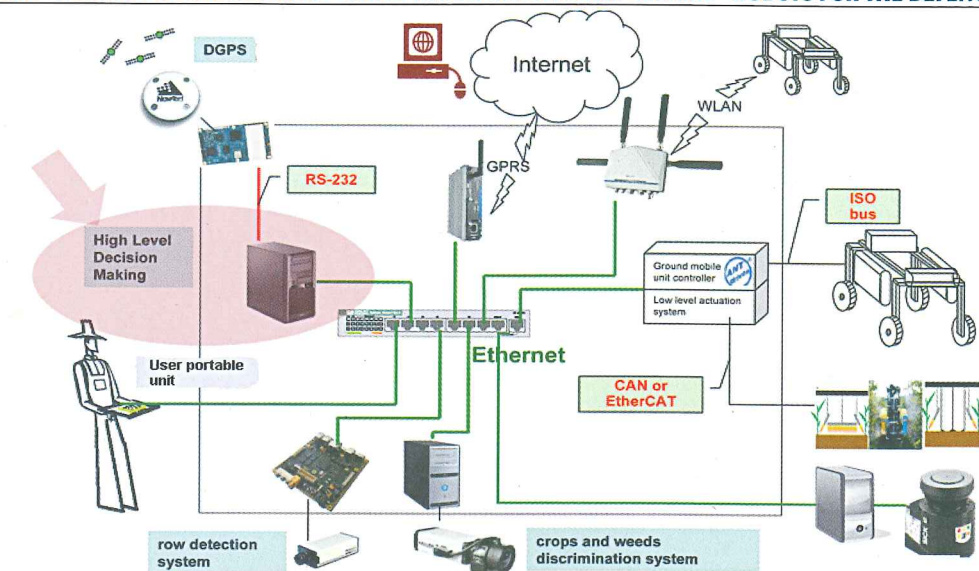 DGPS
Internet
WLAN
GPRS
RS-232
ISO
bus
High Level
Decision
Making
Ground mobile
unit controller
Low level actuation
system
Ethernet
User portable
unit
CAN or
EtherCAT
row detection
system
crops and weeds
discrimination system